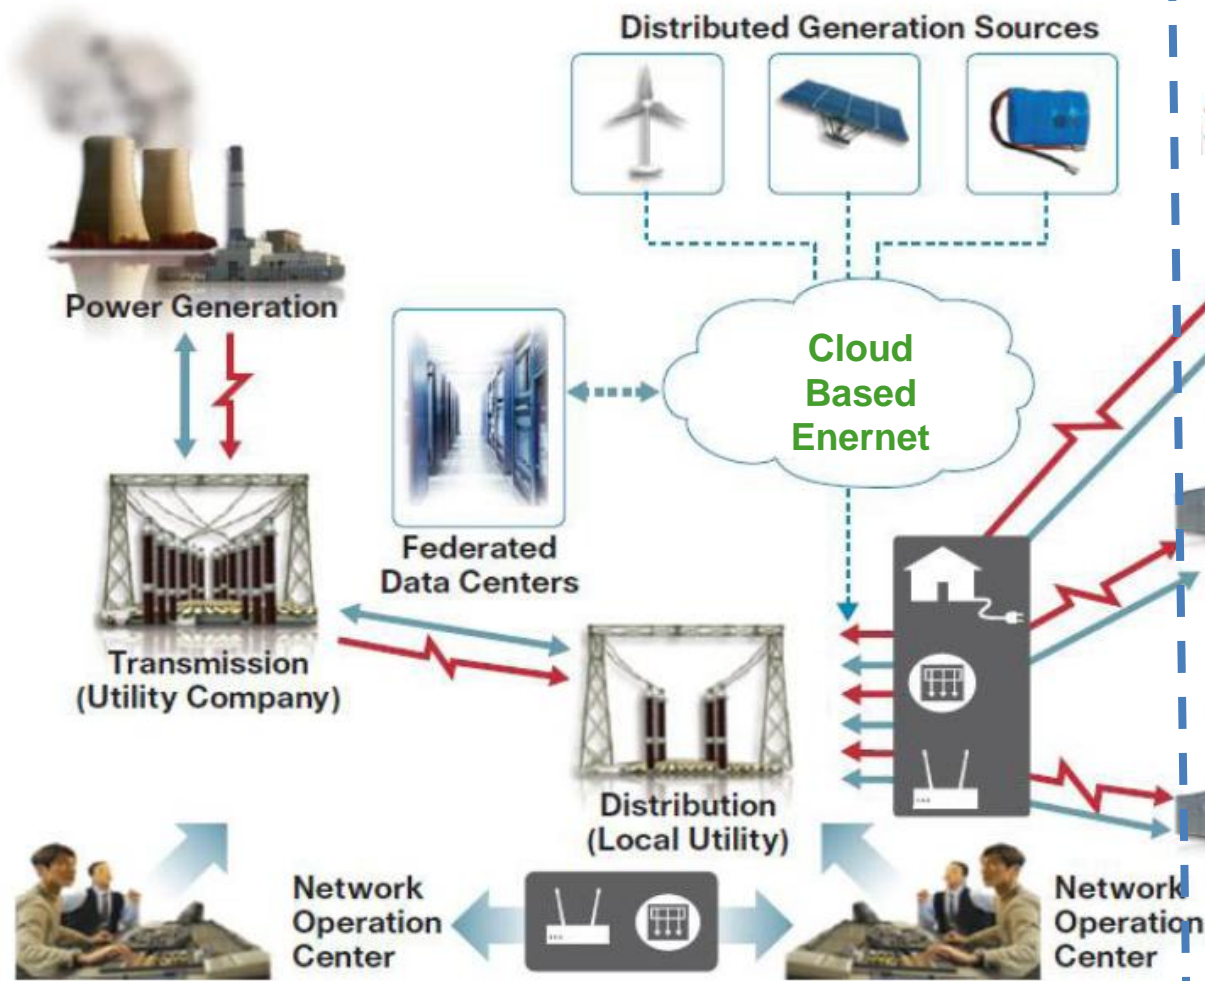 Distributed Generation Sources
Power Generation
Cloud
Based
Enernet
Federated
Data Centers
Transmission
(Utility Company)
Distribution
(Local Utility)
Network
Operation
Center
Network
Operation
Center